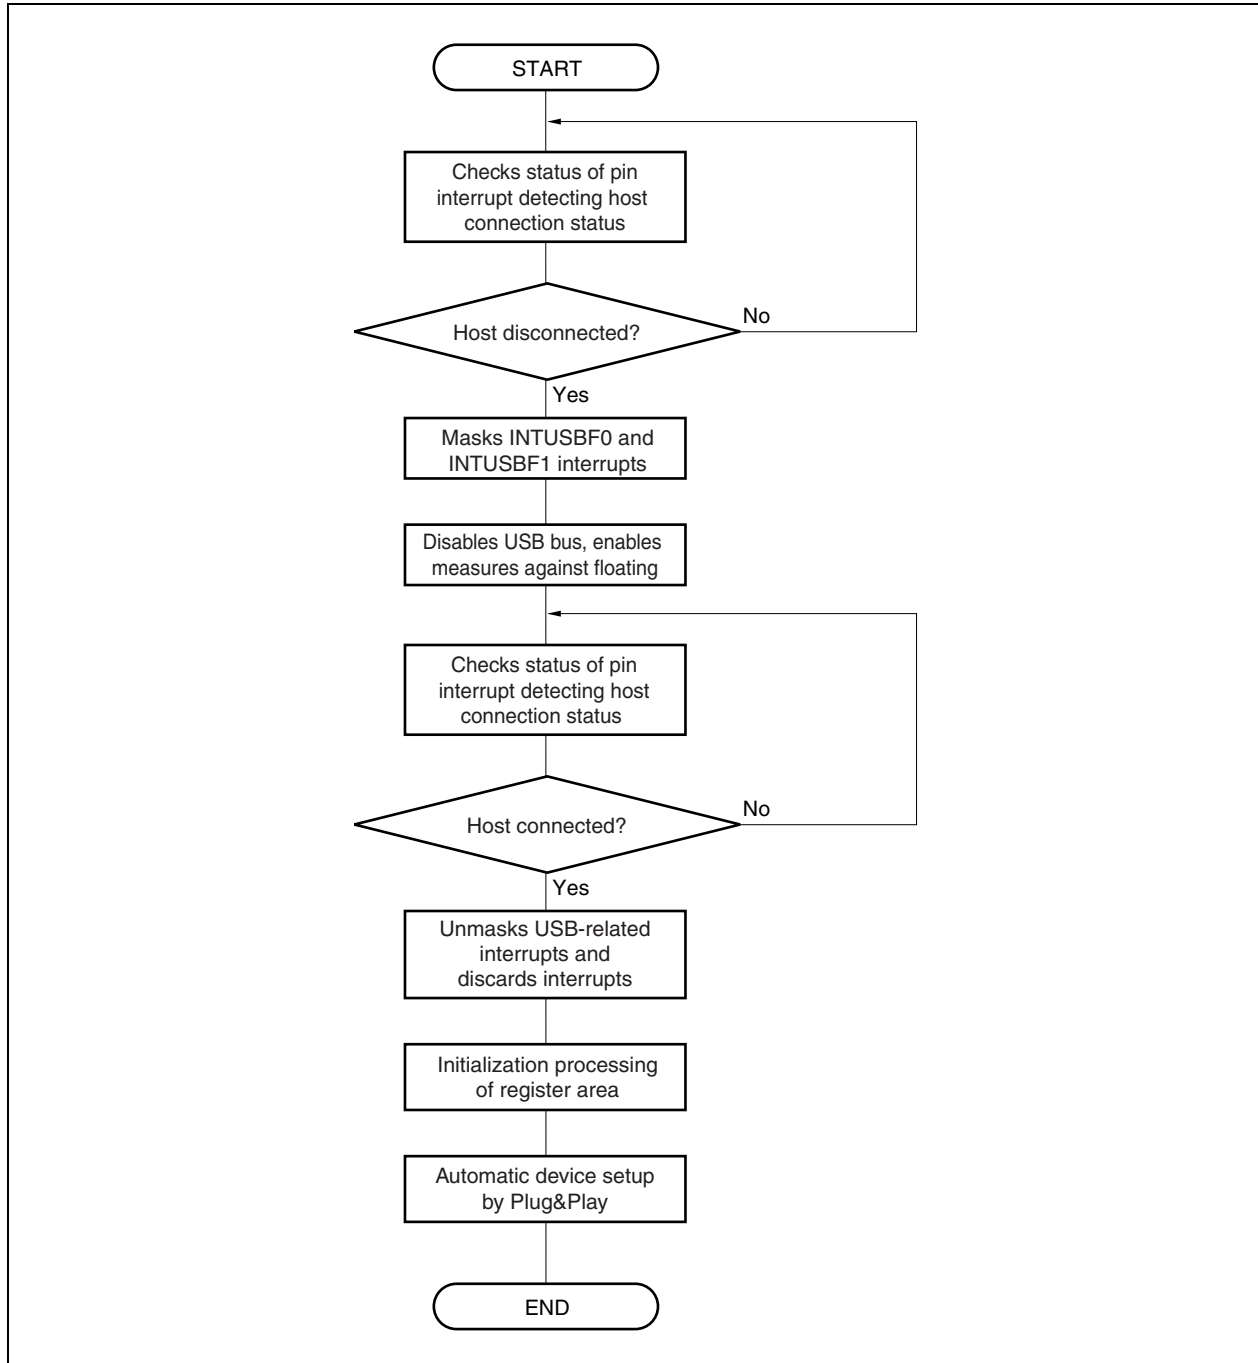 START
Checks status of pin
interrupt detecting host
connection status
Host disconnected?
No
Yes
Masks INTUSBF0 and
INTUSBF1 interrupts
Disables USB bus, enables
measures against floating
Checks status of pin
interrupt detecting host
connection status
Host connected?
No
Yes
Unmasks USB-related
interrupts and
discards interrupts
Initialization processing
of register area
Automatic device setup
by Plug&Play
END